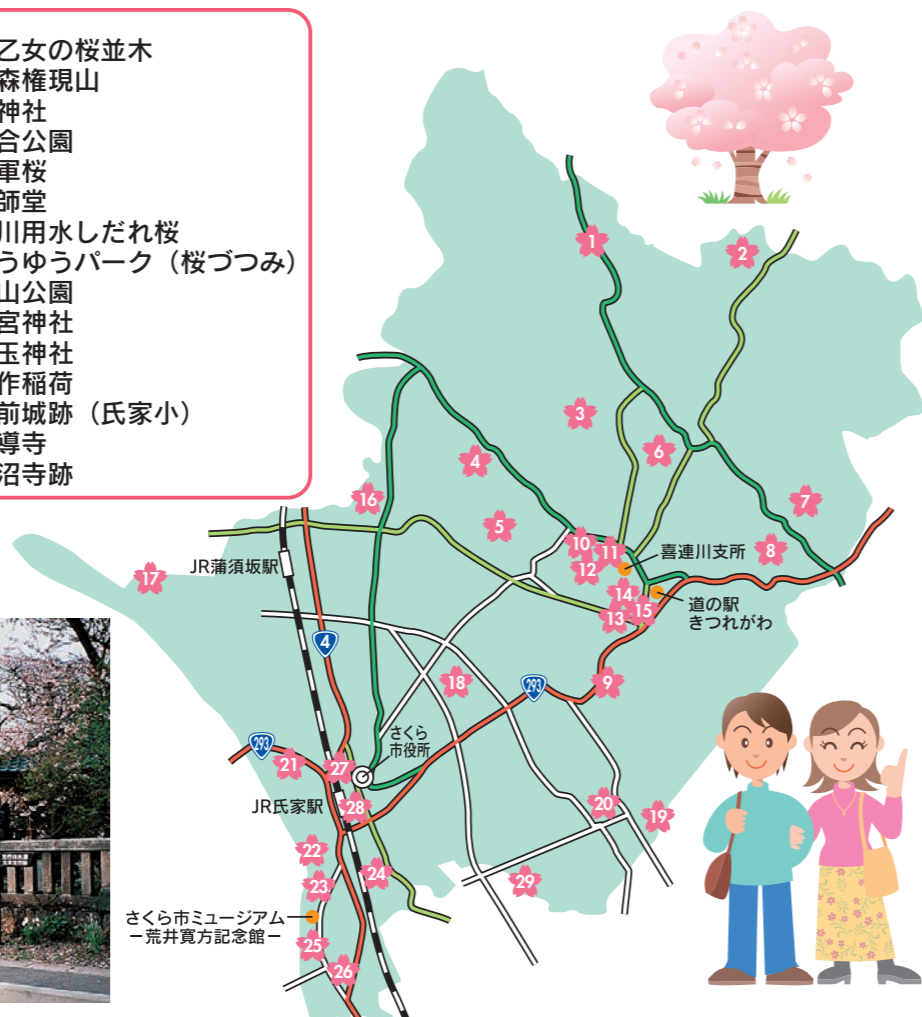 乙女の桜並木
森権現山
神社
合公園
軍桜
師堂
川用水しだれ桜
うゆうパーク（桜づつみ）
山公園
宮神社
玉神社
作稲荷
前城跡（氏家小）
導寺
沼寺跡
1
2
3
4
6
16
5
7
10
11
8
喜連川支所
12
JR蒲須坂駅
17
14
道の駅
きつれがわ
15
13
4
18
9
293
さくら
市役所
293
21
27
JR氏家駅
28
20
19
22
24
29
23
さくら市ミュージアム
－荒井寛方記念館－
25
26